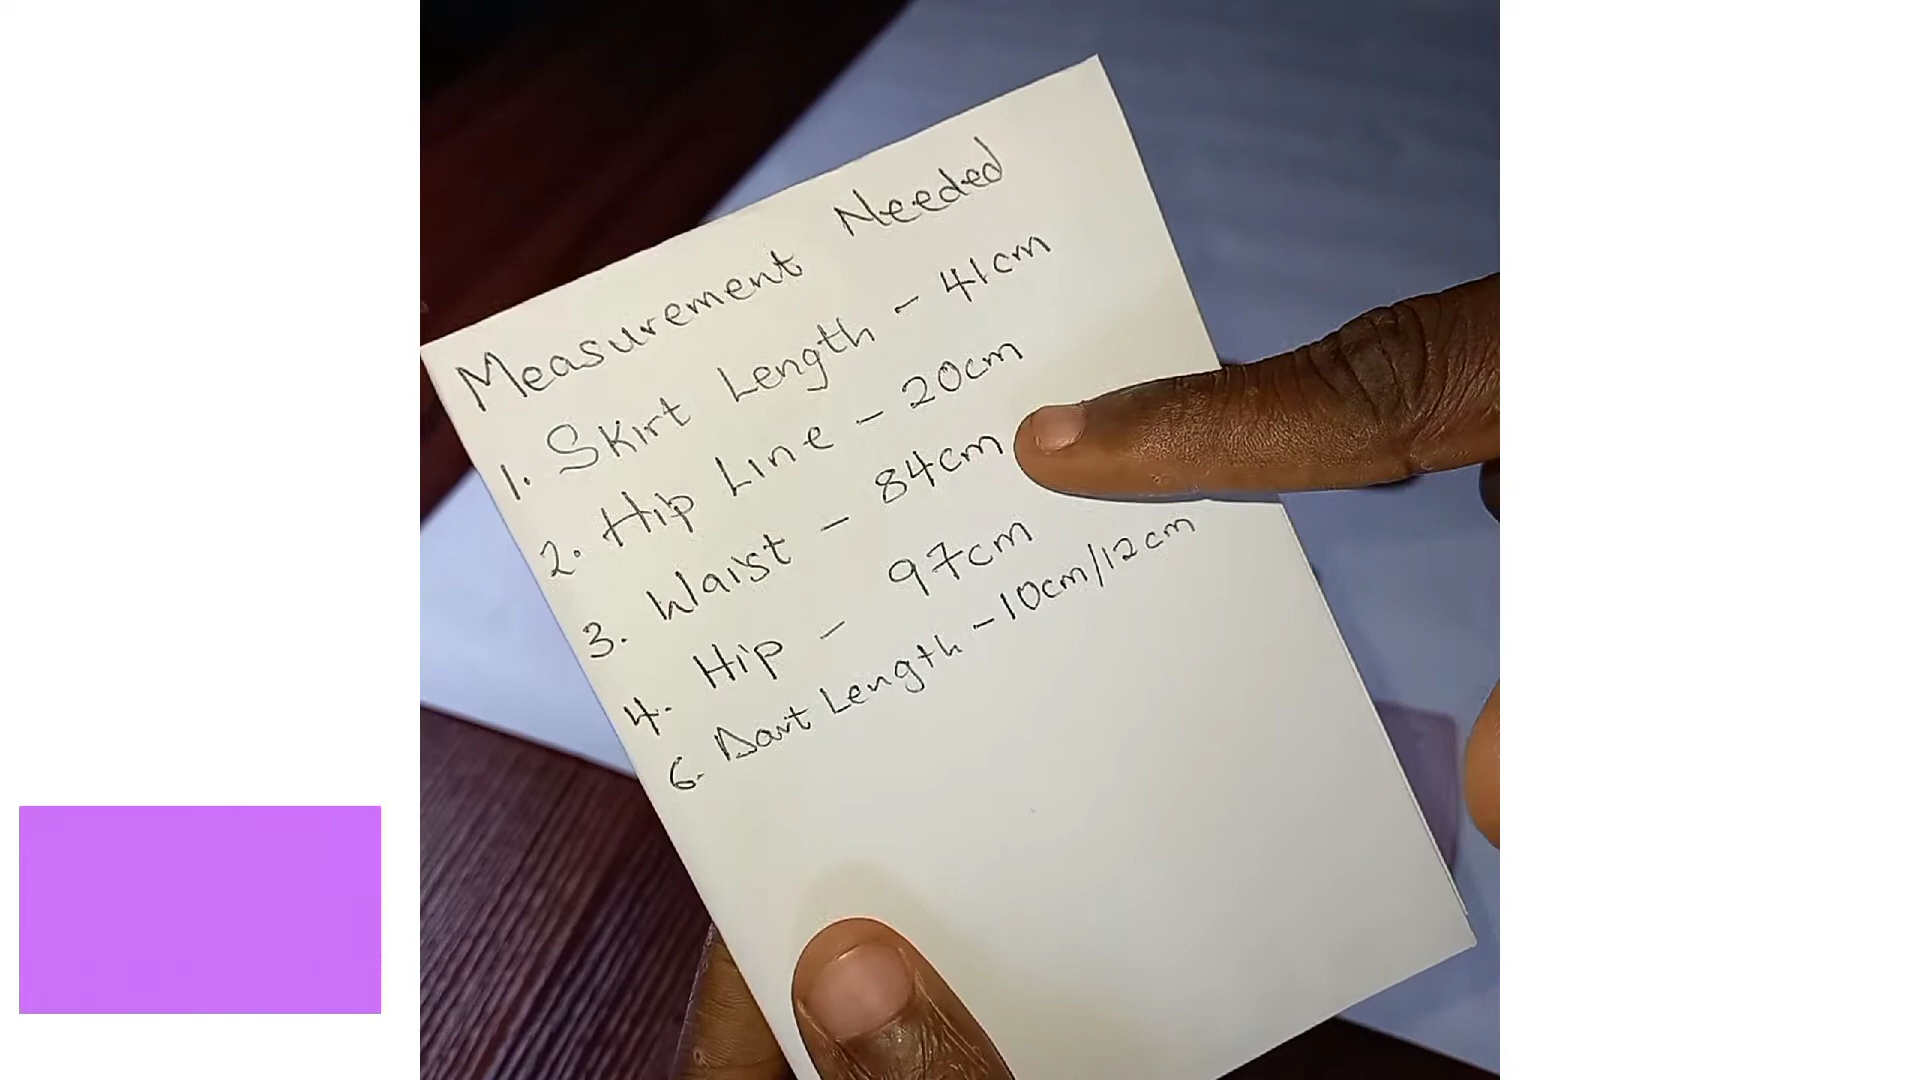 Measurement Needed
1. Skirt Length - 41cm
2. Hip Line - 20cm
3. Waist - 84cm
4. Hip - 97cm
6. Dart Length - 10cm/12cm